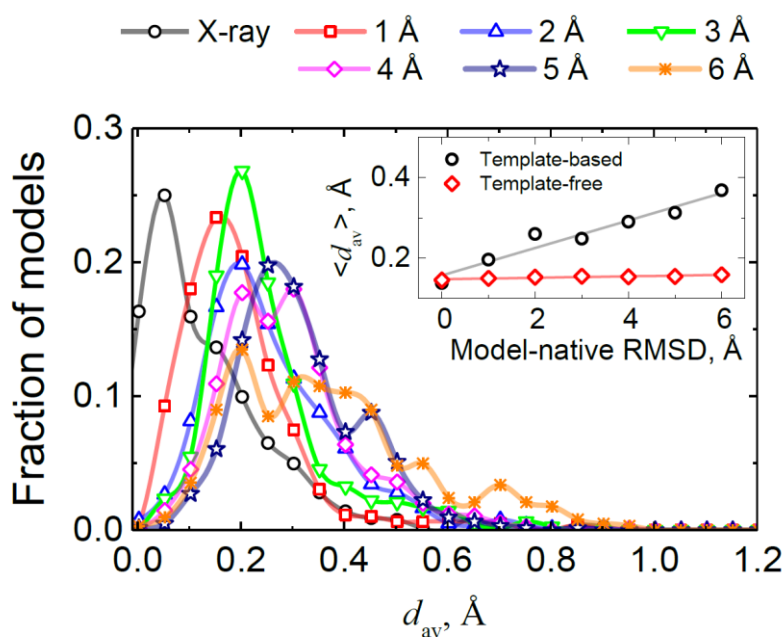 X-ray 1 Å 2 Å 3 Å
4 Å 5 Å 6 Å
Fraction of models
0.3
0.2
0.1
0.0
0.0 0.2 0.4 0.6 0.8 1.0 1.2
d_av, Å
Template-based
Template-free
<d_av>, Å
0.4
0.2
0 2 4 6
Model-native RMSD, Å